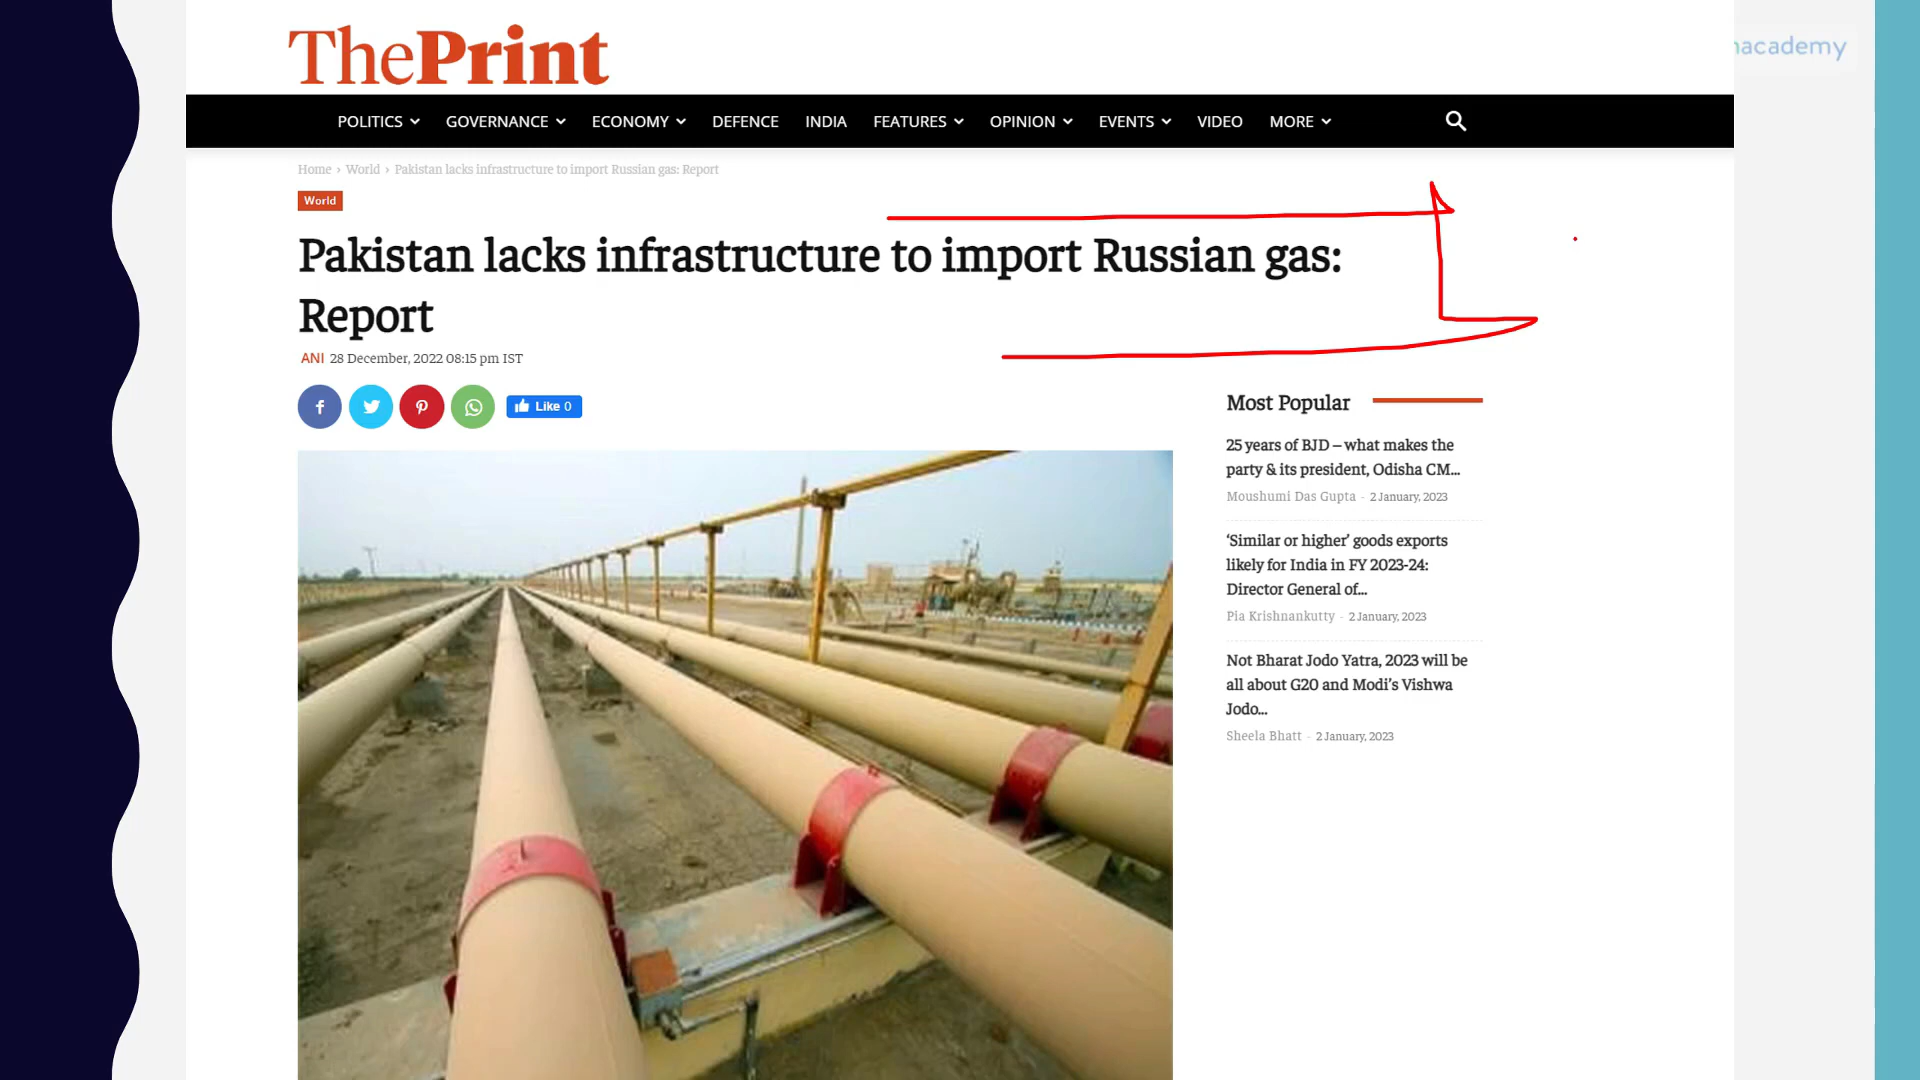 ThePrint
academy
POLITICS GOVERNANCE ECONOMY DEFENCE INDIA FEATURES OPINION EVENTS VIDEO MORE
Home › World › Pakistan lacks infrastructure to import Russian gas: Report
World
Pakistan lacks infrastructure to import Russian gas:
Report
ANI 28 December, 2022 08:15 pm IST
Like 0
Most Popular
25 years of BJD – what makes the
party & its president, Odisha CM...
Moushumi Das Gupta - 2 January, 2023
‘Similar or higher’ goods exports
likely for India in FY 2023-24:
Director General of...
Pia Krishnankutty - 2 January, 2023
Not Bharat Jodo Yatra, 2023 will be
all about G20 and Modi’s Vishwa
Jodo...
Sheela Bhatt - 2 January, 2023